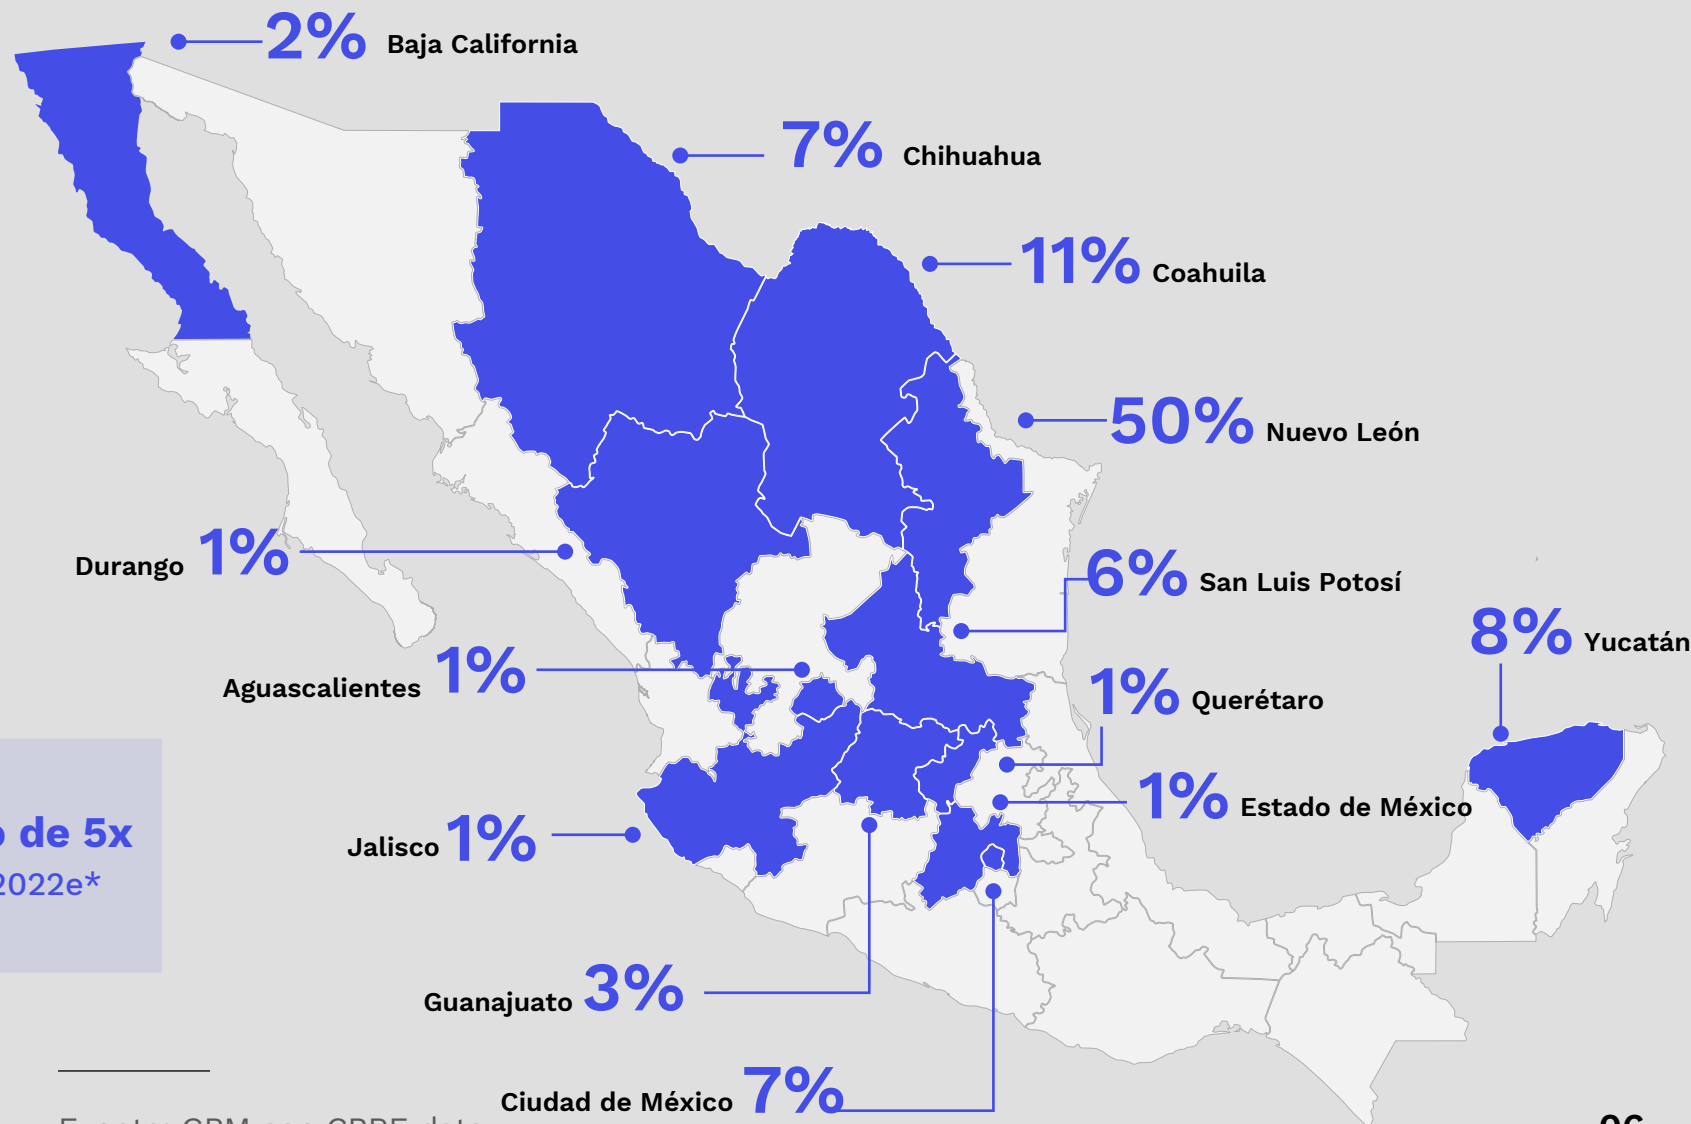 2% Baja California
7% Chihuahua
11% Coahuila
50% Nuevo León
Durango 1%
6% San Luis Potosí
8% Yucatán
Aguascalientes 1%
1% Querétaro
1% Estado de México
de 5x
2022e*
Jalisco 1%
Guanajuato 3%
Ciudad de México 7%